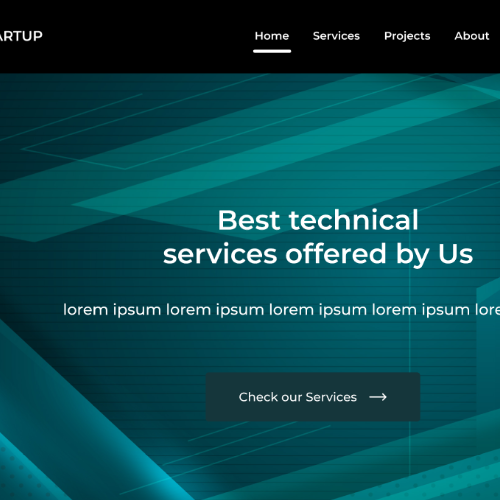 ARTUP
Home Services Projects About
Best technical
services offered by Us
lorem ipsum lorem ipsum lorem ipsum lorem ipsum lore
Check our Services →